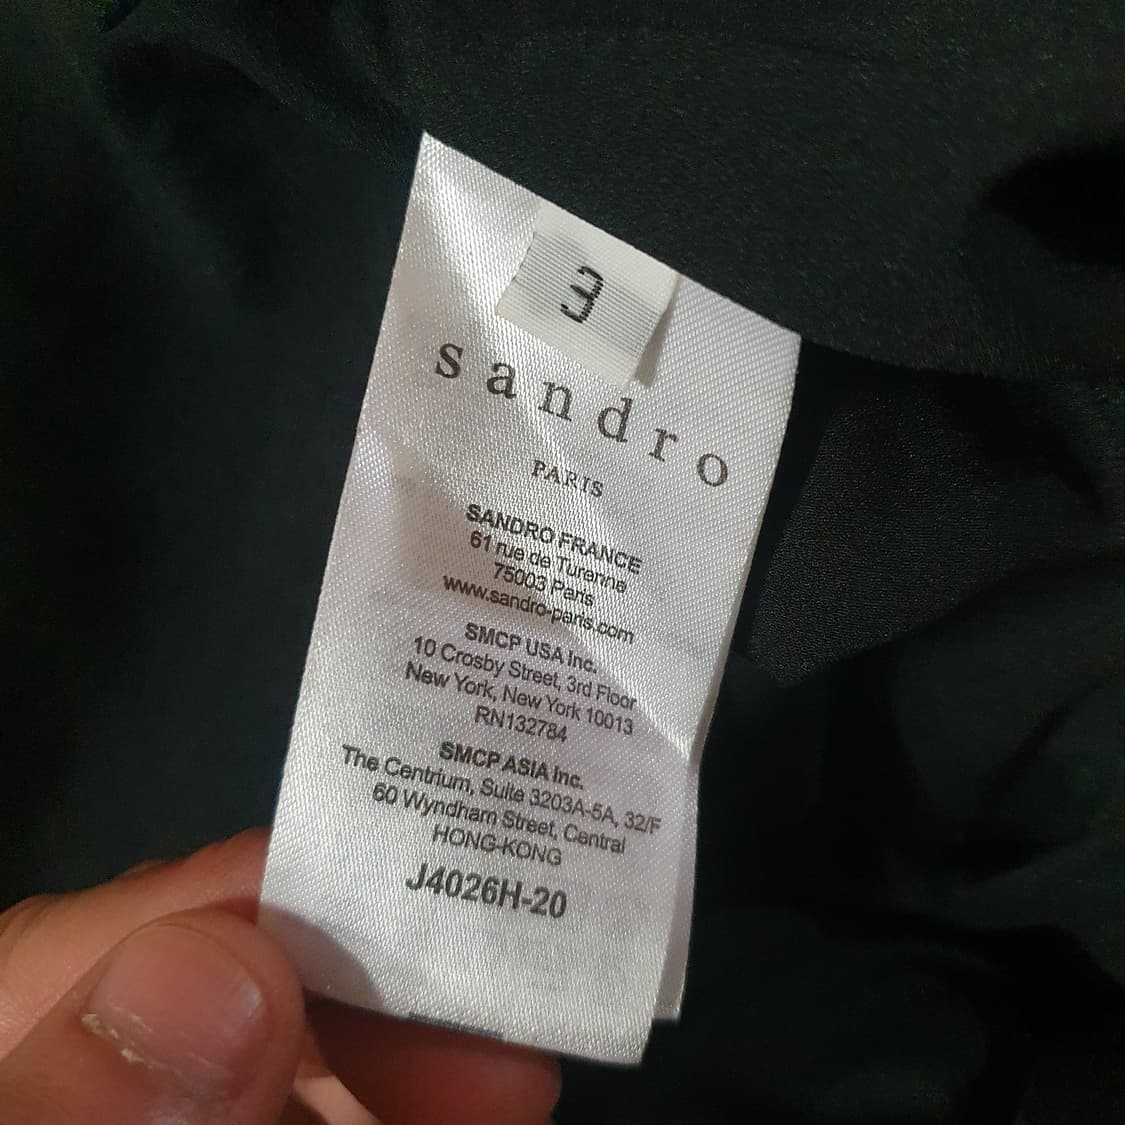 3
sandro
PARIS
SANDRO FRANCE
61 rue de Turenne
75003 Paris
www.sandro-paris.com
SMCP USA Inc.
10 Crosby Street, 3rd Floor
New York, New York 10013
RN132784
SMCP ASIA Inc.
The Centrium, Suite 3203A-5A, 32/F
60 Wyndham Street, Central
HONG-KONG
J4026H-20